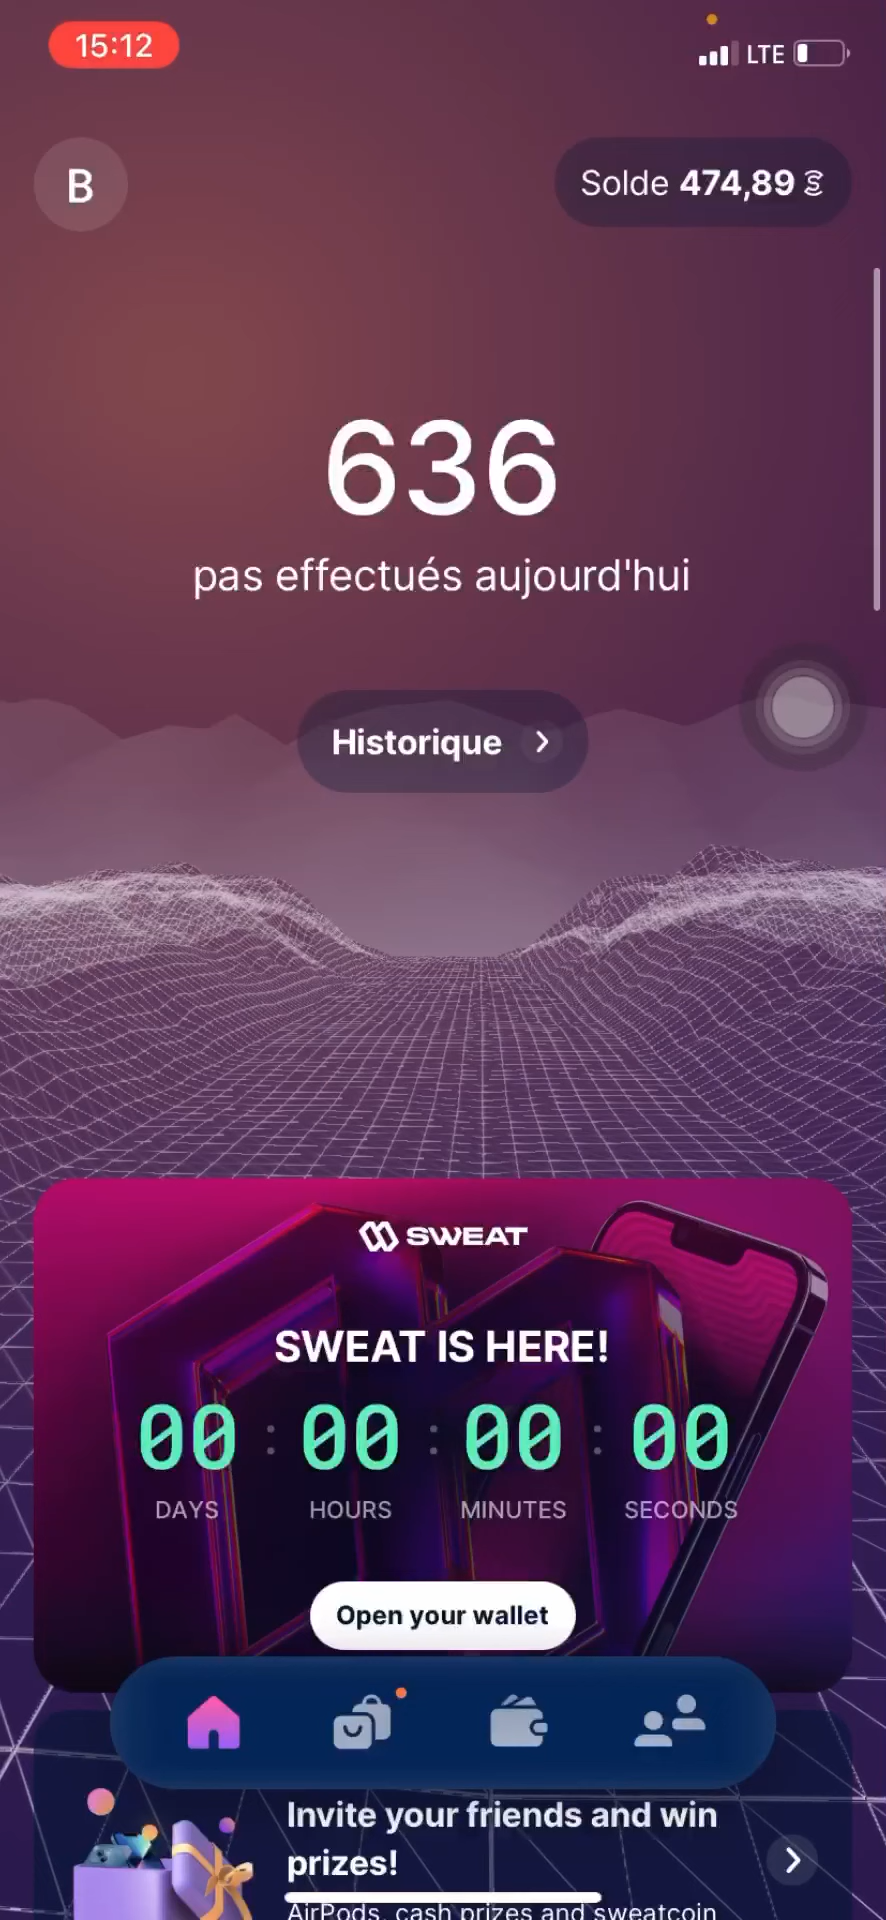 15:12
LTE
B
Solde 474,89
636
pas effectués aujourd'hui
Historique
SWEAT
SWEAT IS HERE!
00 : 00 : 00 : 00
DAYS HOURS MINUTES SECONDS
Open your wallet
Invite your friends and win
prizes!
AirPods, cash prizes and sweatcoin